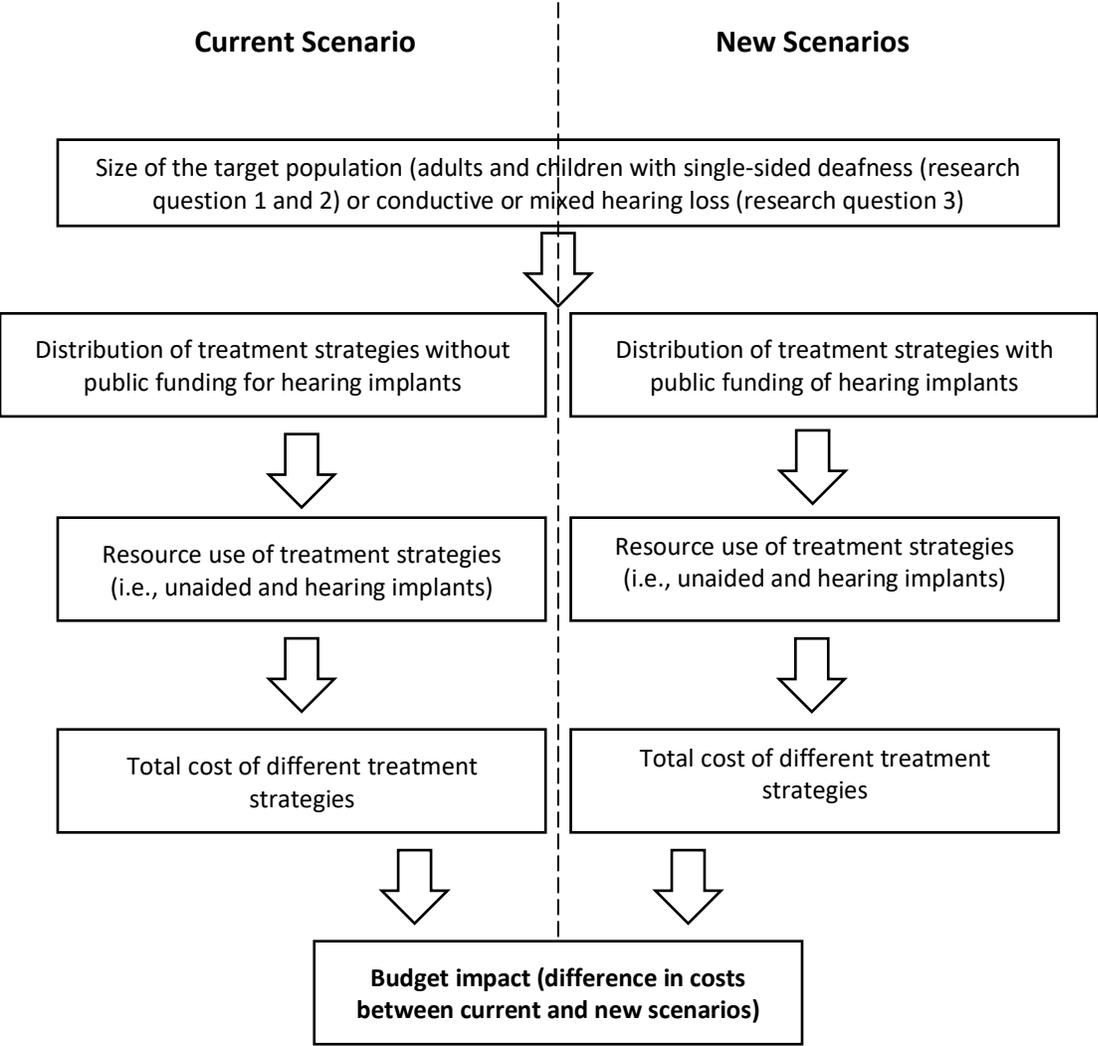 Current Scenario
New Scenarios
Size of the target population (adults and children with single-sided deafness (research
question 1 and 2) or conductive or mixed hearing loss (research question 3)
Distribution of treatment strategies without
public funding for hearing implants
Distribution of treatment strategies with
public funding of hearing implants
Resource use of treatment strategies
(i.e., unaided and hearing implants)
Resource use of treatment strategies
(i.e., unaided and hearing implants)
Total cost of different treatment
strategies
Total cost of different treatment
strategies
Budget impact (difference in costs
between current and new scenarios)